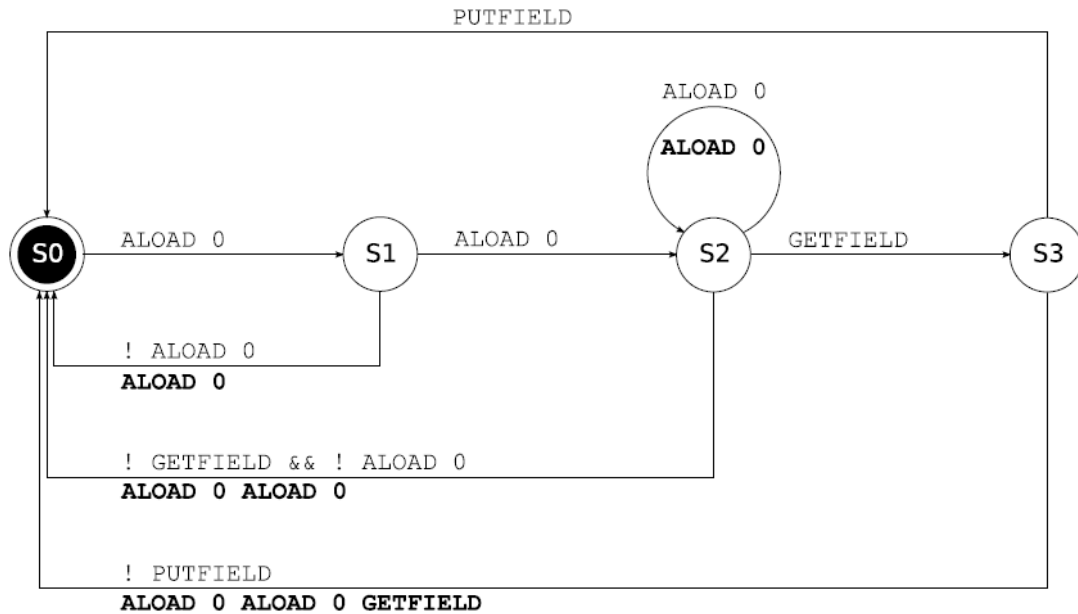 PUTFIELD
ALOAD 0
ALOAD 0
S0
ALOAD 0
S1
ALOAD 0
S2
GETFIELD
S3
! ALOAD 0
ALOAD 0
! GETFIELD && ! ALOAD 0
ALOAD 0 ALOAD 0
! PUTFIELD
ALOAD 0 ALOAD 0 GETFIELD